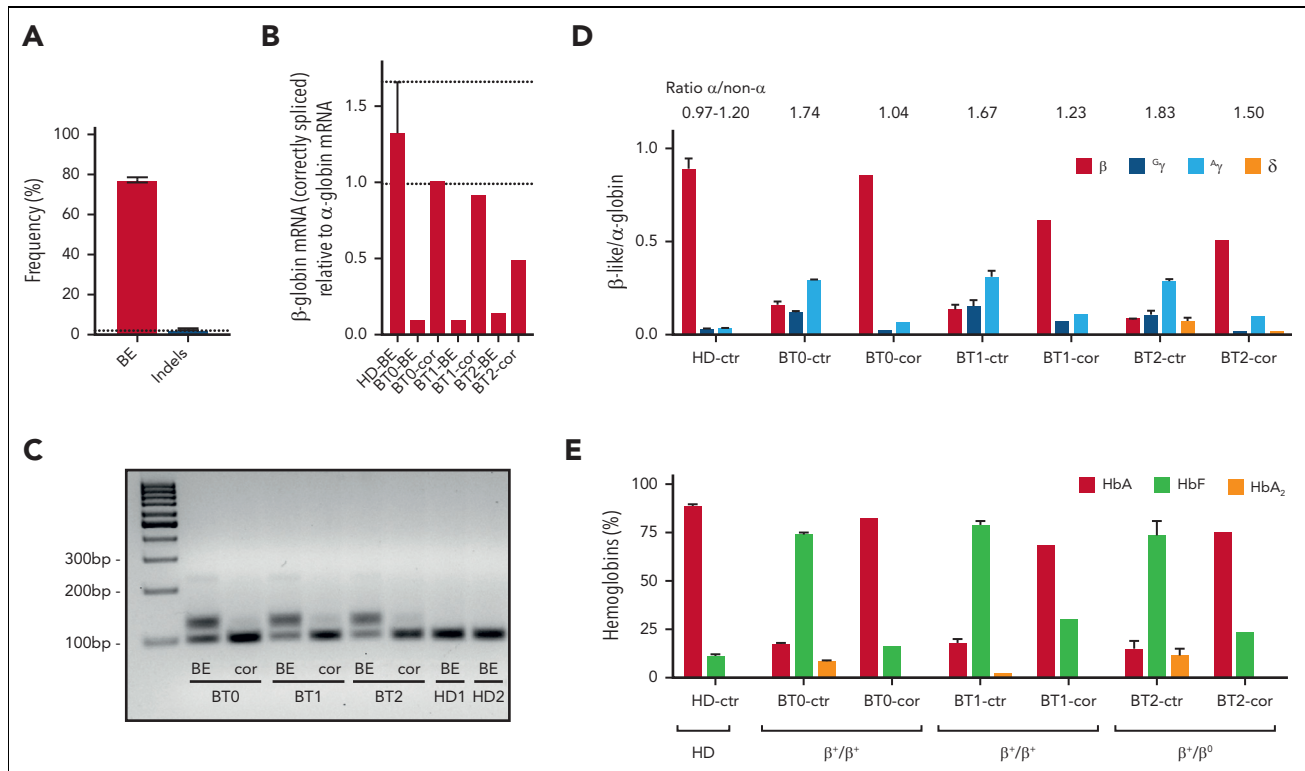 A
Frequency (%)
100
80
60
40
20
0
BE
Indels
B
β-globin mRNA (correctly spliced)
relative to α-globin mRNA
1.5
1.0
0.5
0.0
HD-BE
BT0-BE
BT0-cor
BT1-BE
BT1-cor
BT2-BE
BT2-cor
C
300bp -
200bp -
100bp -
BE cor BE cor BE cor BE BE
BT0 BT1 BT2 HD1 HD2
D
Ratio α/non-α
0.97-1.20 1.74 1.04 1.67 1.23 1.83 1.50
β Gγ Aγ δ
β-like/α-globin
1.0
0.5
0.0
HD-ctr BT0-ctr BT0-cor BT1-ctr BT1-cor BT2-ctr BT2-cor
E
HbA HbF HbA₂
Hemoglobins (%)
100
75
50
25
0
HD-ctr BT0-ctr BT0-cor BT1-ctr BT1-cor BT2-ctr BT2-cor
HD β⁺/β⁺ β⁺/β⁺ β⁺/β⁰